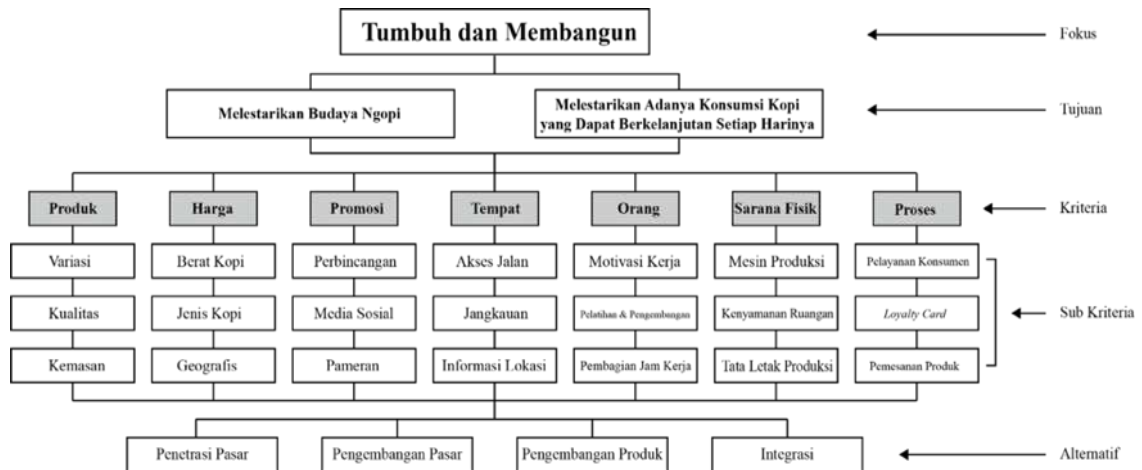 Tumbuh dan Membangun
Fokus
Melestarikan Budaya Ngopi
Melestarikan Adanya Konsumsi Kopi
yang Dapat Berkelanjutan Setiap Harinya
Tujuan
Produk
Harga
Promosi
Tempat
Orang
Sarana Fisik
Proses
Kriteria
Variasi
Berat Kopi
Perbincangan
Akses Jalan
Motivasi Kerja
Mesin Produksi
Pelayanan Konsumen
Kualitas
Jenis Kopi
Media Sosial
Jangkauan
Pelatihan & Pengembangan
Kenyamanan Ruangan
Loyalty Card
Sub Kriteria
Kemasan
Geografis
Pameran
Informasi Lokasi
Pembagian Jam Kerja
Tata Letak Produksi
Pemesanan Produk
Penetrasi Pasar
Pengembangan Pasar
Pengembangan Produk
Integrasi
Alternatif